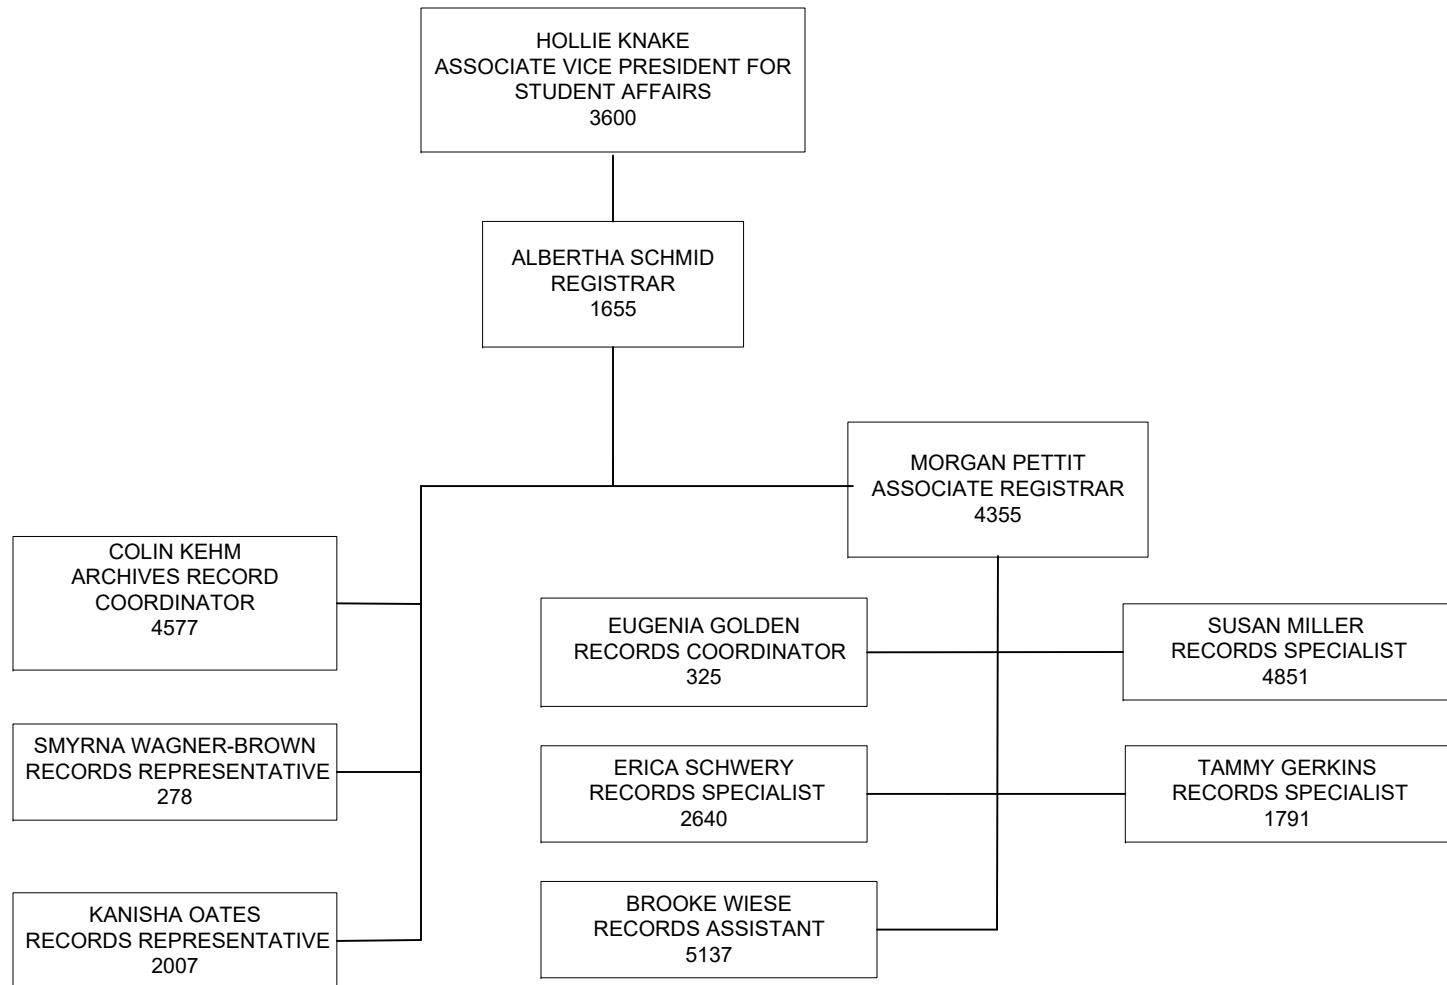 HOLLIE KNAKE
ASSOCIATE VICE PRESIDENT FOR
STUDENT AFFAIRS
3600
ALBERTHA SCHMID
REGISTRAR
1655
MORGAN PETTIT
ASSOCIATE REGISTRAR
4355
COLIN KEHM
ARCHIVES RECORD
COORDINATOR
4577
SMYRNA WAGNER-BROWN
RECORDS REPRESENTATIVE
278
KANISHA OATES
RECORDS REPRESENTATIVE
2007
EUGENIA GOLDEN
RECORDS COORDINATOR
325
SUSAN MILLER
RECORDS SPECIALIST
4851
ERICA SCHWERY
RECORDS SPECIALIST
2640
TAMMY GERKINS
RECORDS SPECIALIST
1791
BROOKE WIESE
RECORDS ASSISTANT
5137